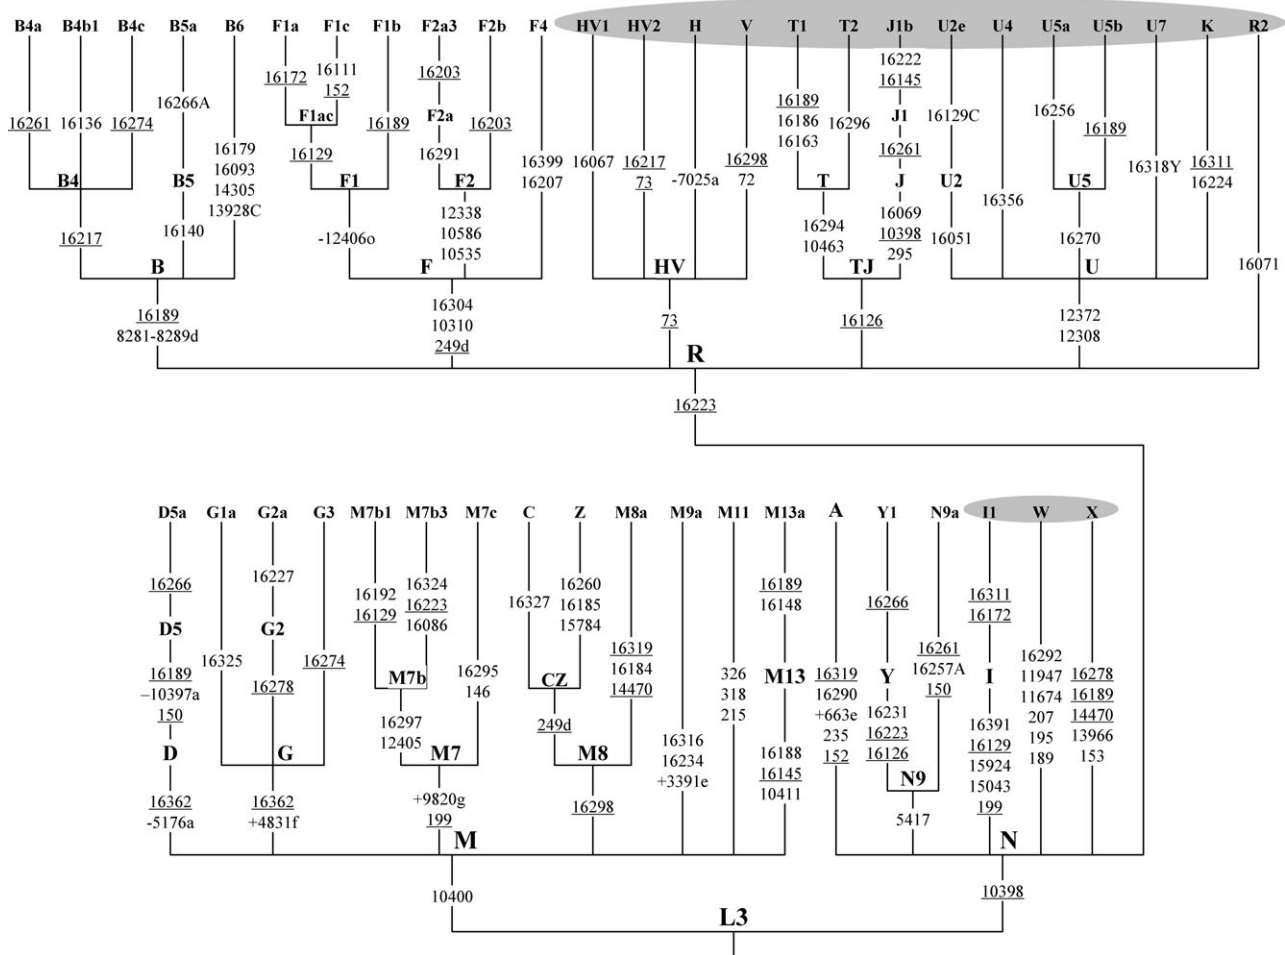 B4a B4b1 B4c B5a B6 F1a F1c F1b F2a3 F2b F4 HV1 HV2 H V T1 T2 J1b U2e U4 U5a U5b U7 K R2
16172 16111 16203 16222
152 16145
16266A 16189 16256
16261 16136 16274 F1ac 16189 F2a 16203 16186 16296 J1 16129C 16189
16163
16179 16129 16291 16399 16067 16217 -7025a 16298 16261 16318Y 16311
16093 16207 73 72 16224
14305
13928C
B4 B5 F1 F2 T J U2 U5
16217 16140 -12406o 12338 16294 16069 16051 16356 16270 16071
10586 10463 10398
10535 295
B F HV TJ U
16189 16304 73 16126 12372
8281-8289d 10310 12308
249d
R
16223
D5a G1a G2a G3 M7b1 M7b3 M7c C Z M8a M9a M11 M13a A Y1 N9a I1 W X
16266 16227 16192 16324 16327 16260 16189 16266 16311
16129 16223 16185 16148 16172
16086 15784
D5 G2
16189 16325 16278 16274 M7b 16295 CZ 16319 326 M13 16319 Y 16261 I 16292 16278
–10397a 146 16184 318 16290 16257A 11947 16189
150 14470 215 +663e 150 11674 14470
235 207 13966
152 195 153
189
16297 249d 16316 16188 16231 16391
12405 16234 16145 16223 16129
+3391e 10411 16126 15924
15043
199
D G M7 M8 N9
16362 16362 +9820g 16298 5417
-5176a +4831f 199
M N
10400 10398
L3